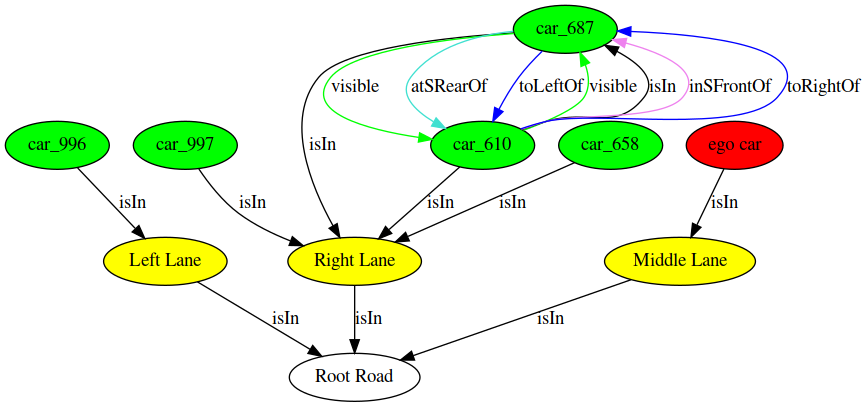 car_687
visible
atSRearOf
toLeftOf
visible
isIn
inSFrontOf
toRightOf
isIn
car_996
car_997
car_610
car_658
ego car
isIn
isIn
isIn
isIn
isIn
Left Lane
Right Lane
Middle Lane
isIn
isIn
isIn
Root Road